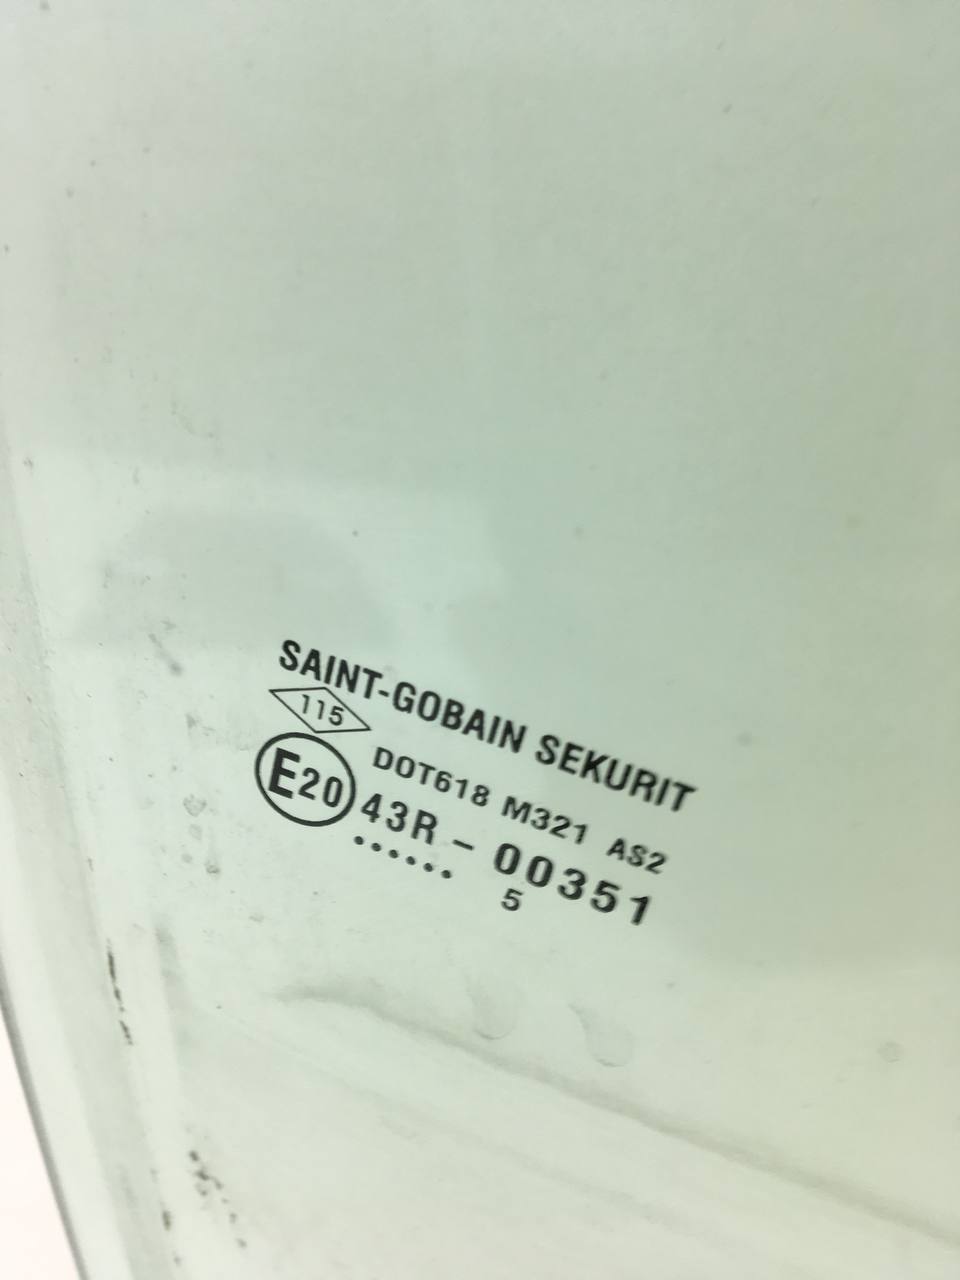 SAINT-GOBAIN SEKURIT
115
DOT618 M321 AS2
E20 43R - 00351
...... 5